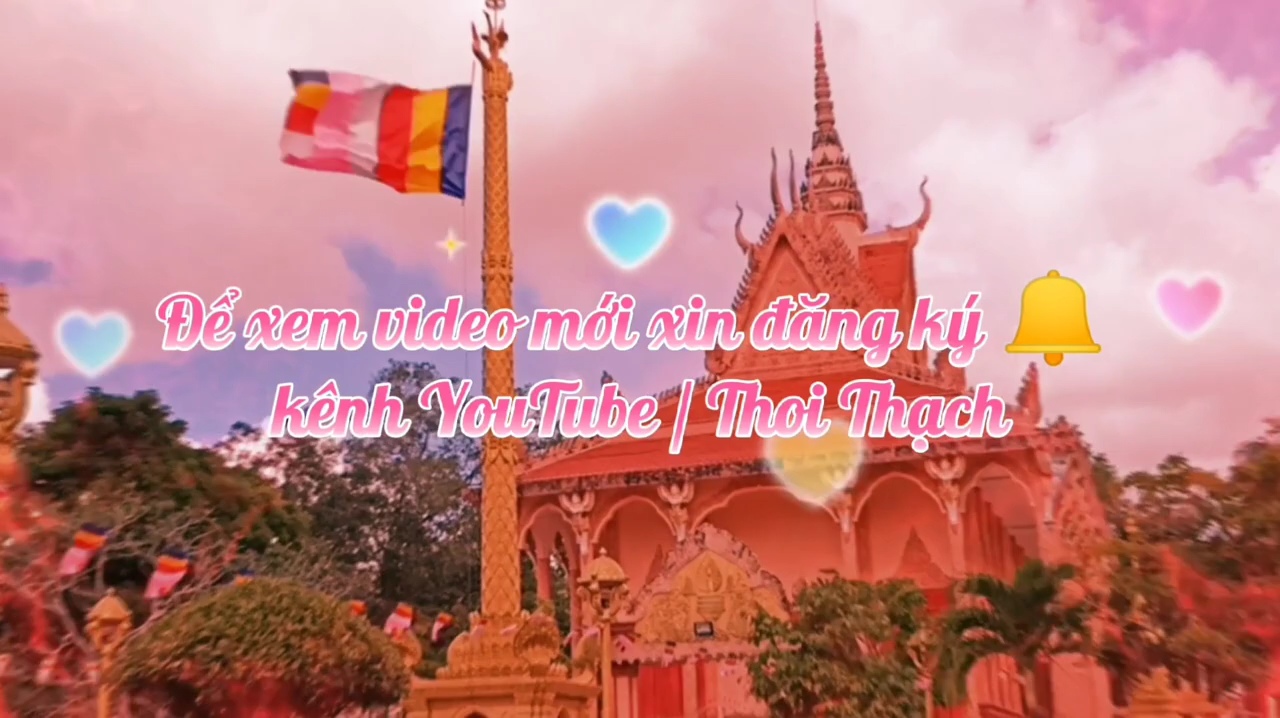 Để xem video mới xin đăng ký
kênh YouTube / Thoi Thạch